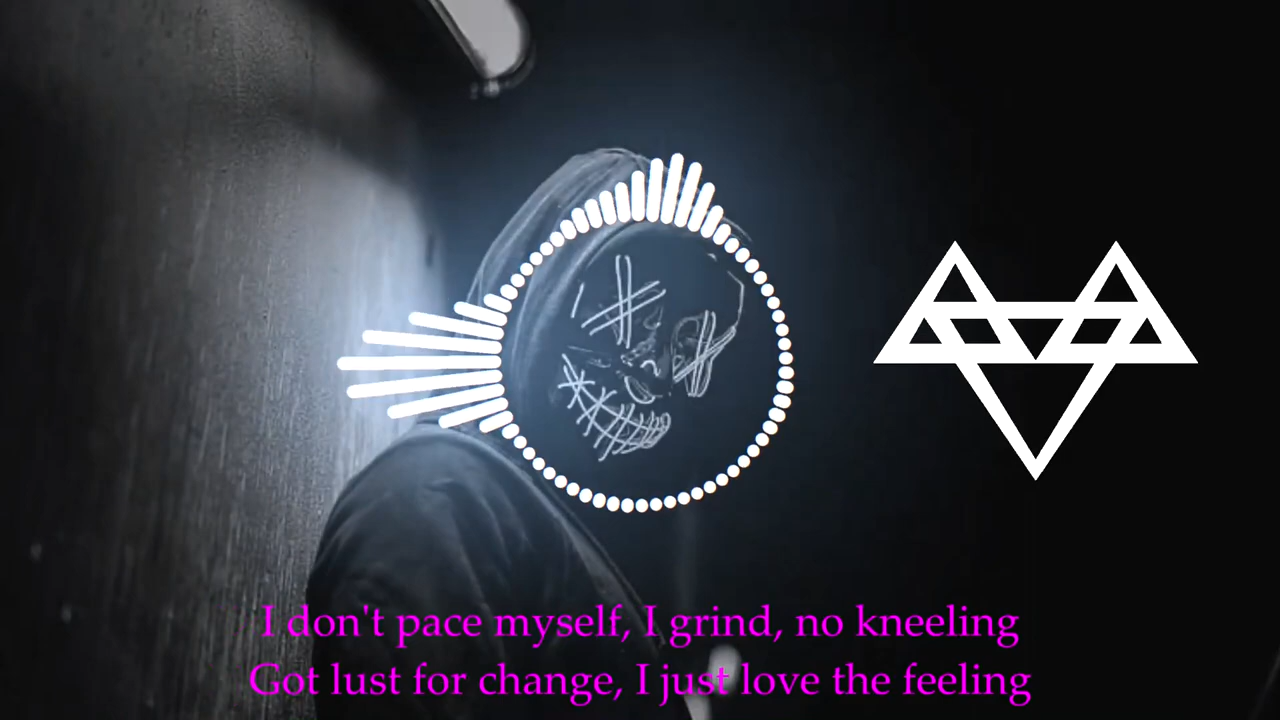 I don't pace myself, I grind, no kneeling
Got lust for change, I just love the feeling